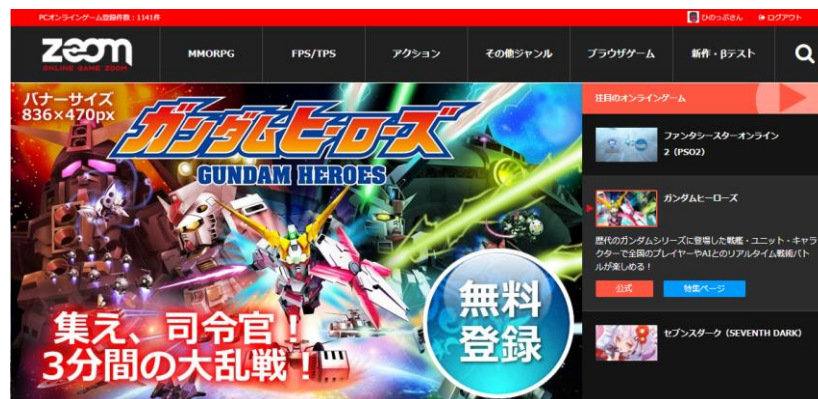 PCオンラインゲーム登録件数：1141件
ひのっぷさん
ログアウト
ZOOM
ONLINE GAME ZOOM
MMORPG
FPS/TPS
アクション
その他ジャンル
ブラウザゲーム
新作・βテスト
バナーサイズ
836×470px
ガンダムヒーローズ
GUNDAM HEROES
集え、司令官！
3分間の大乱戦！
無料
登録
注目のオンラインゲーム
ファンタシースターオンライン
2（PSO2）
ガンダムヒーローズ
歴代のガンダムシリーズに登場した戦艦・ユニット・キャラ
クターで全国のプレイヤーやAIとのリアルタイム戦術バト
ルが楽しめる！
公式
特集ページ
セブンスダーク（SEVENTH DARK）